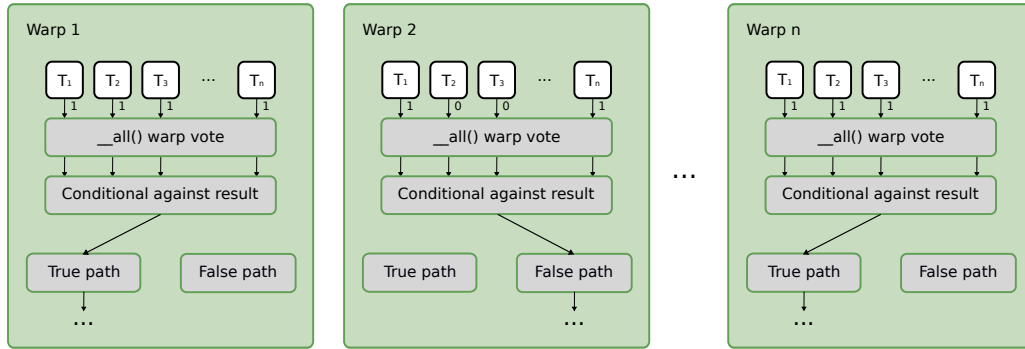 Warp 1
T1 T2 T3 ... Tn
1 1 1 1
__all() warp vote
Conditional against result
True path False path
...
Warp 2
T1 T2 T3 ... Tn
1 0 0 1
__all() warp vote
Conditional against result
True path False path
...
...
Warp n
T1 T2 T3 ... Tn
1 1 1 1
__all() warp vote
Conditional against result
True path False path
...